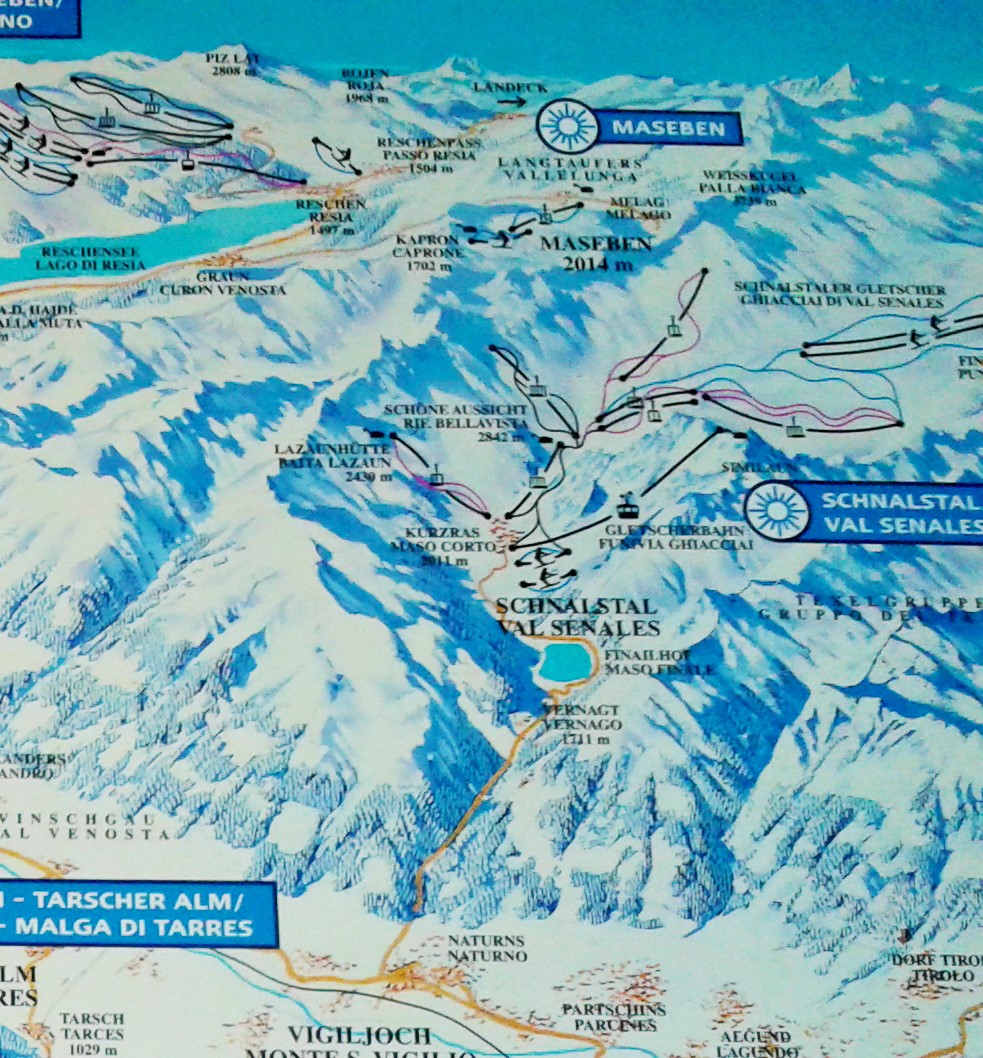 EBEN/
NO
PIZ LAT
2808 m
ROJEN
ROJA
1968 m
LANDECK
MASEBEN
RESCHENPASS
PASSO RESIA
1504 m
LANGTAUFERS
VALLELUNGA
WEISSKUGEL
PALLA BIANCA
3739 m
RESCHEN
RESIA
1497 m
MELAG
MELAGO
KAPRON
CAPRONE
1702 m
MASEBEN
2014 m
RESCHENSEE
LAGO DI RESIA
GRAUN
CURON VENOSTA
A.D. HAIDE
ALLA MUTA
m
SCHNALSTALER GLETSCHER
GHIACCIAI DI VAL SENALES
FIN
PUN
SCHÖNE AUSSICHT
RIF. BELLAVISTA
2842 m
LAZAUNHÜTTE
BAITA LAZAUN
2430 m
SIMILAUN
SCHNALSTAL
VAL SENALES
KURZRAS
MASO CORTO
2011 m
GLETSCHERBAHN
FUNIVIA GHIACCIAI
SCHNALSTAL
VAL SENALES
TEXELGRUPPE
GRUPPO DEL
FINAILHOF
MASO FINALE
VERNAGT
VERNAGO
1711 m
LANDERS
ANDRO
VINSCHGAU
AL VENOSTA
- TARSCHER ALM/
- MALGA DI TARRES
NATURNS
NATURNO
LM
RES
DORF TIROL
TIROLO
TARSCH
TARCES
1029 m
PARTSCHINS
PARCINES
VIGILJOCH
MONTE S. VIGILIO
ALGUND
LAGUNDO